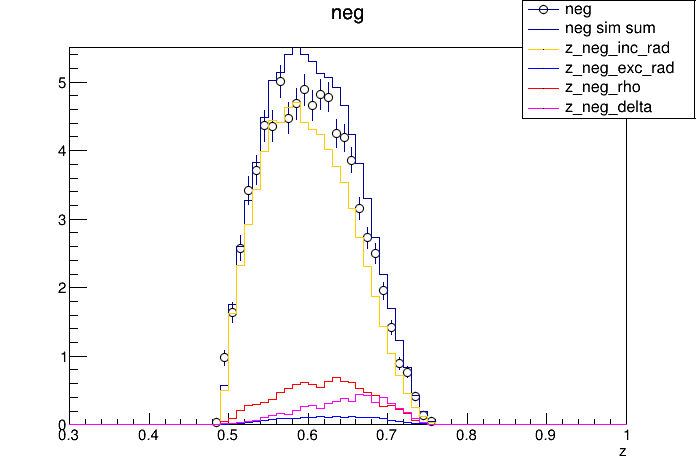 neg
neg
neg sim sum
z_neg_inc_rad
z_neg_exc_rad
z_neg_rho
z_neg_delta
5
4
3
2
1
0
0.3 0.4 0.5 0.6 0.7 0.8 0.9 1
z